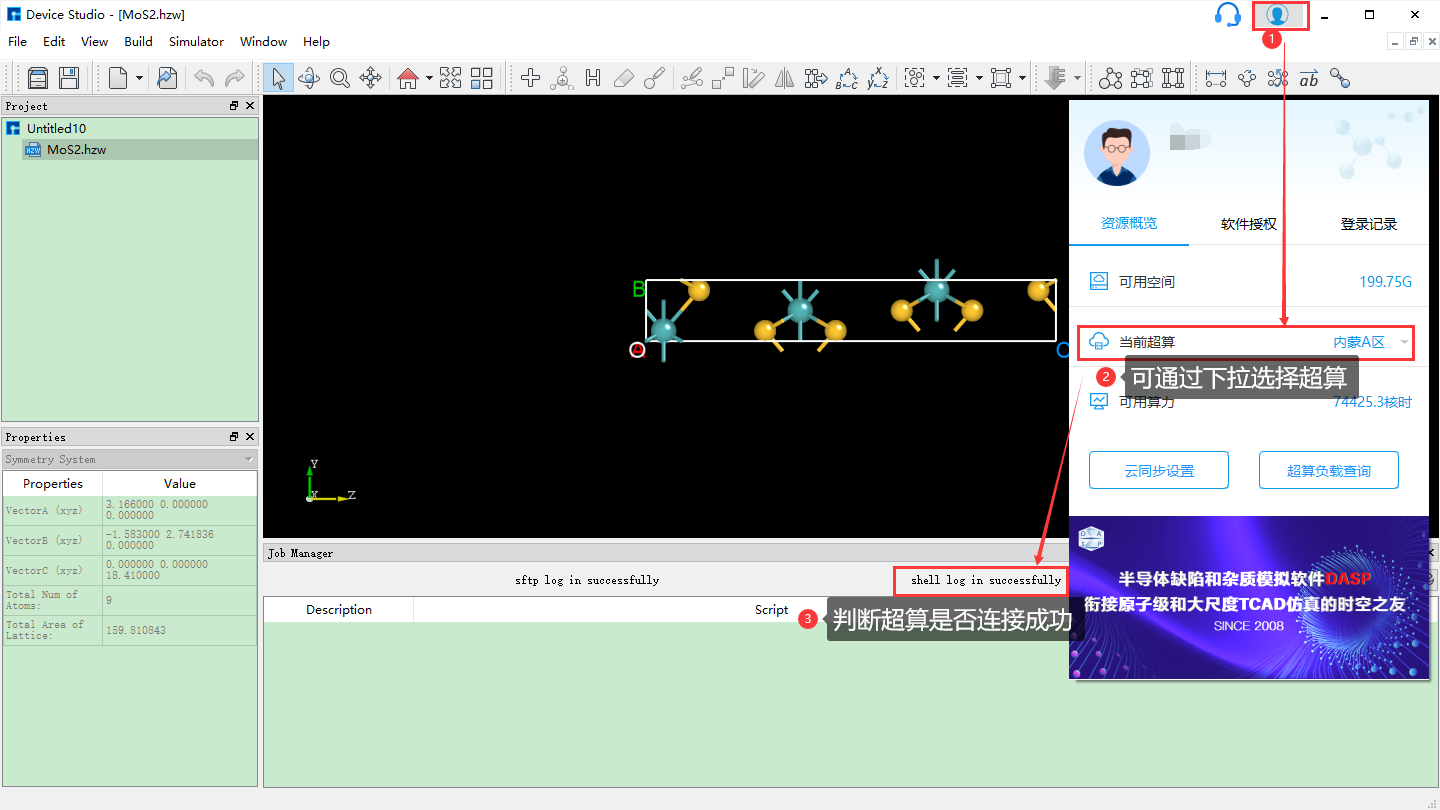 Device Studio - [MoS2.hzw]
1
File Edit View Build Simulator Window Help
Project
Untitled10
MoS2.hzw
B
A
C
Y
X
Z
资源概览 软件授权 登录记录
可用空间 199.75G
当前超算 内蒙A区
2 可通过下拉选择超算
可用算力 74425.3核时
云同步设置 超算负载查询
D A
S P
半导体缺陷和杂质模拟软件DASP
衔接原子级和大尺度TCAD仿真的时空之友
SINCE 2008
Properties
Symmetry System
Properties Value
VectorA (xyz) 3.166000 0.000000
0.000000
VectorB (xyz) -1.583000 2.741836
0.000000
VectorC (xyz) 0.000000 0.000000
18.410000
Total Num of
Atoms: 9
Total Area of
Lattice: 159.810843
Job Manager
sftp log in successfully shell log in successfully
Description Script
3 判断超算是否连接成功